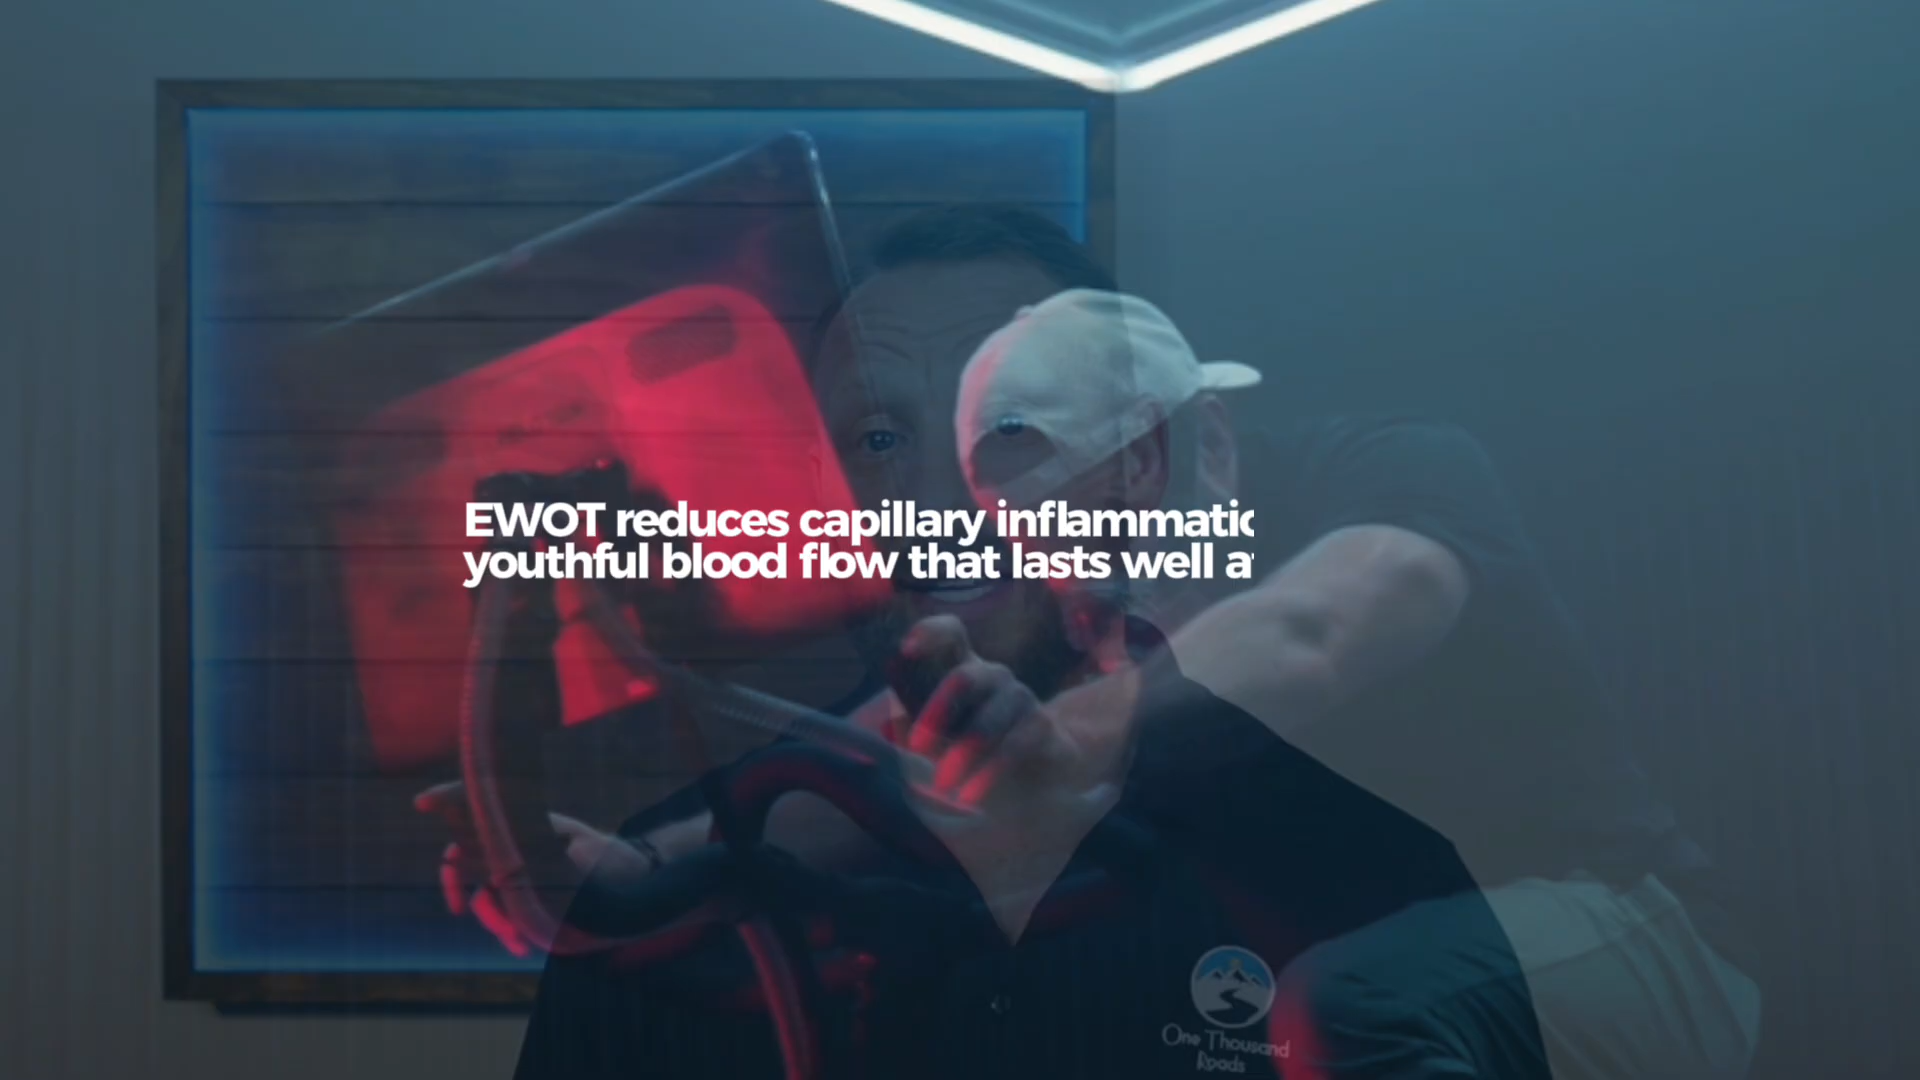 EWOT reduces capillary inflammatic
youthful blood flow that lasts well a
One Thousand
Roads